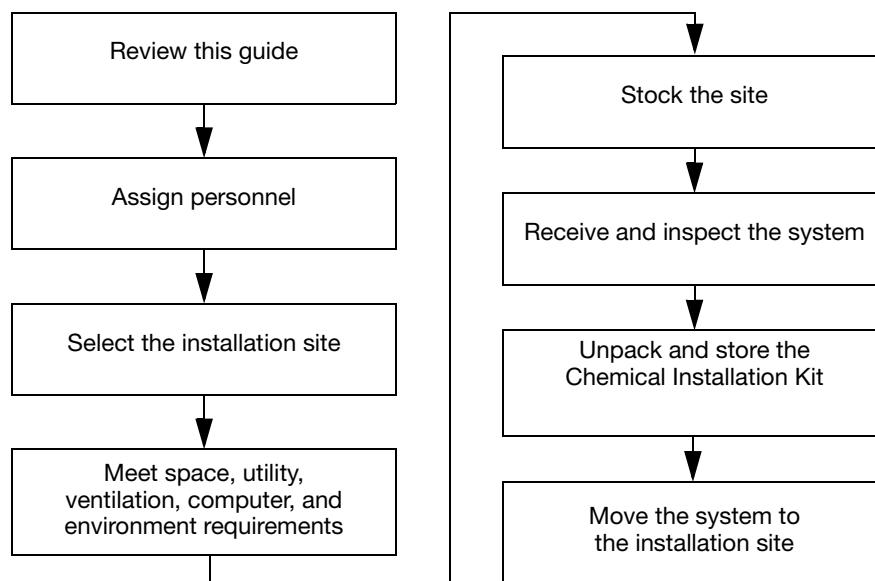 Review this guide
Assign personnel
Select the installation site
Meet space, utility,
ventilation, computer, and
environment requirements
Stock the site
Receive and inspect the system
Unpack and store the
Chemical Installation Kit
Move the system to
the installation site